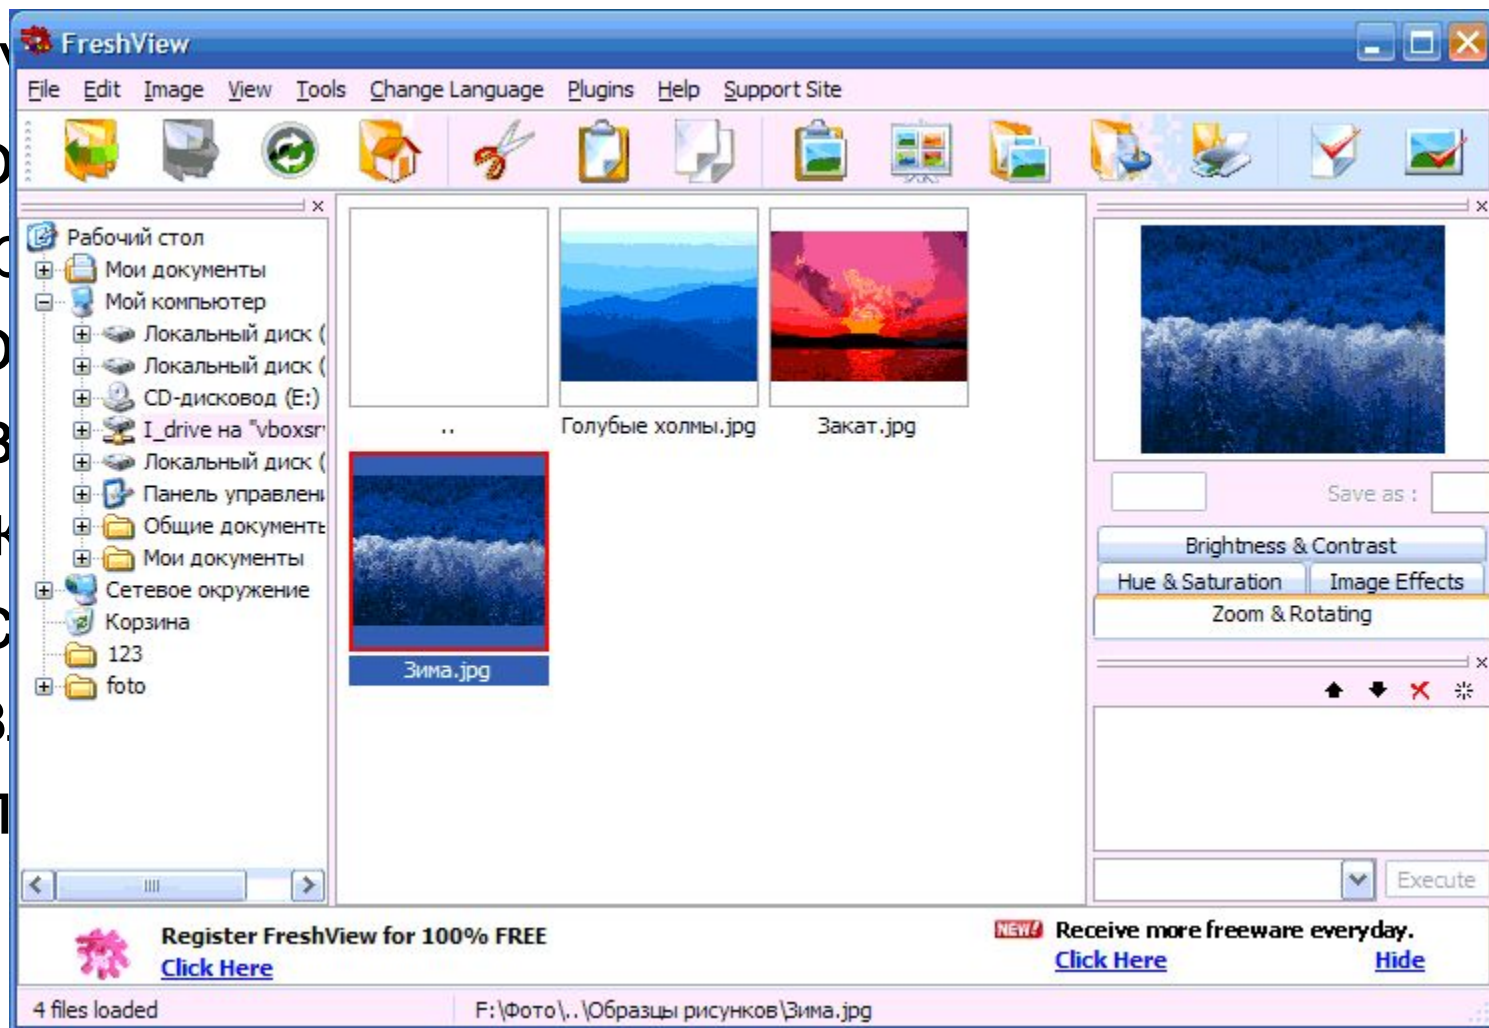 FreshView
File Edit Image View Tools Change Language Plugins Help Support Site
Рабочий стол
Мои документы
Мой компьютер
Локальный диск (
Локальный диск (
CD-дисковод (E:)
I_drive на "vboxsr
Локальный диск (
Панель управлен
Общие документ
Мои документы
Сетевое окружение
Корзина
123
foto
..
Голубые холмы.jpg
Закат.jpg
Зима.jpg
Save as :
Brightness & Contrast
Hue & Saturation
Image Effects
Zoom & Rotating
Execute
Register FreshView for 100% FREE
Click Here
NEW!
Receive more freeware everyday.
Click Here
Hide
4 files loaded
F:\Фото\..\Образцы рисунков\Зима.jpg